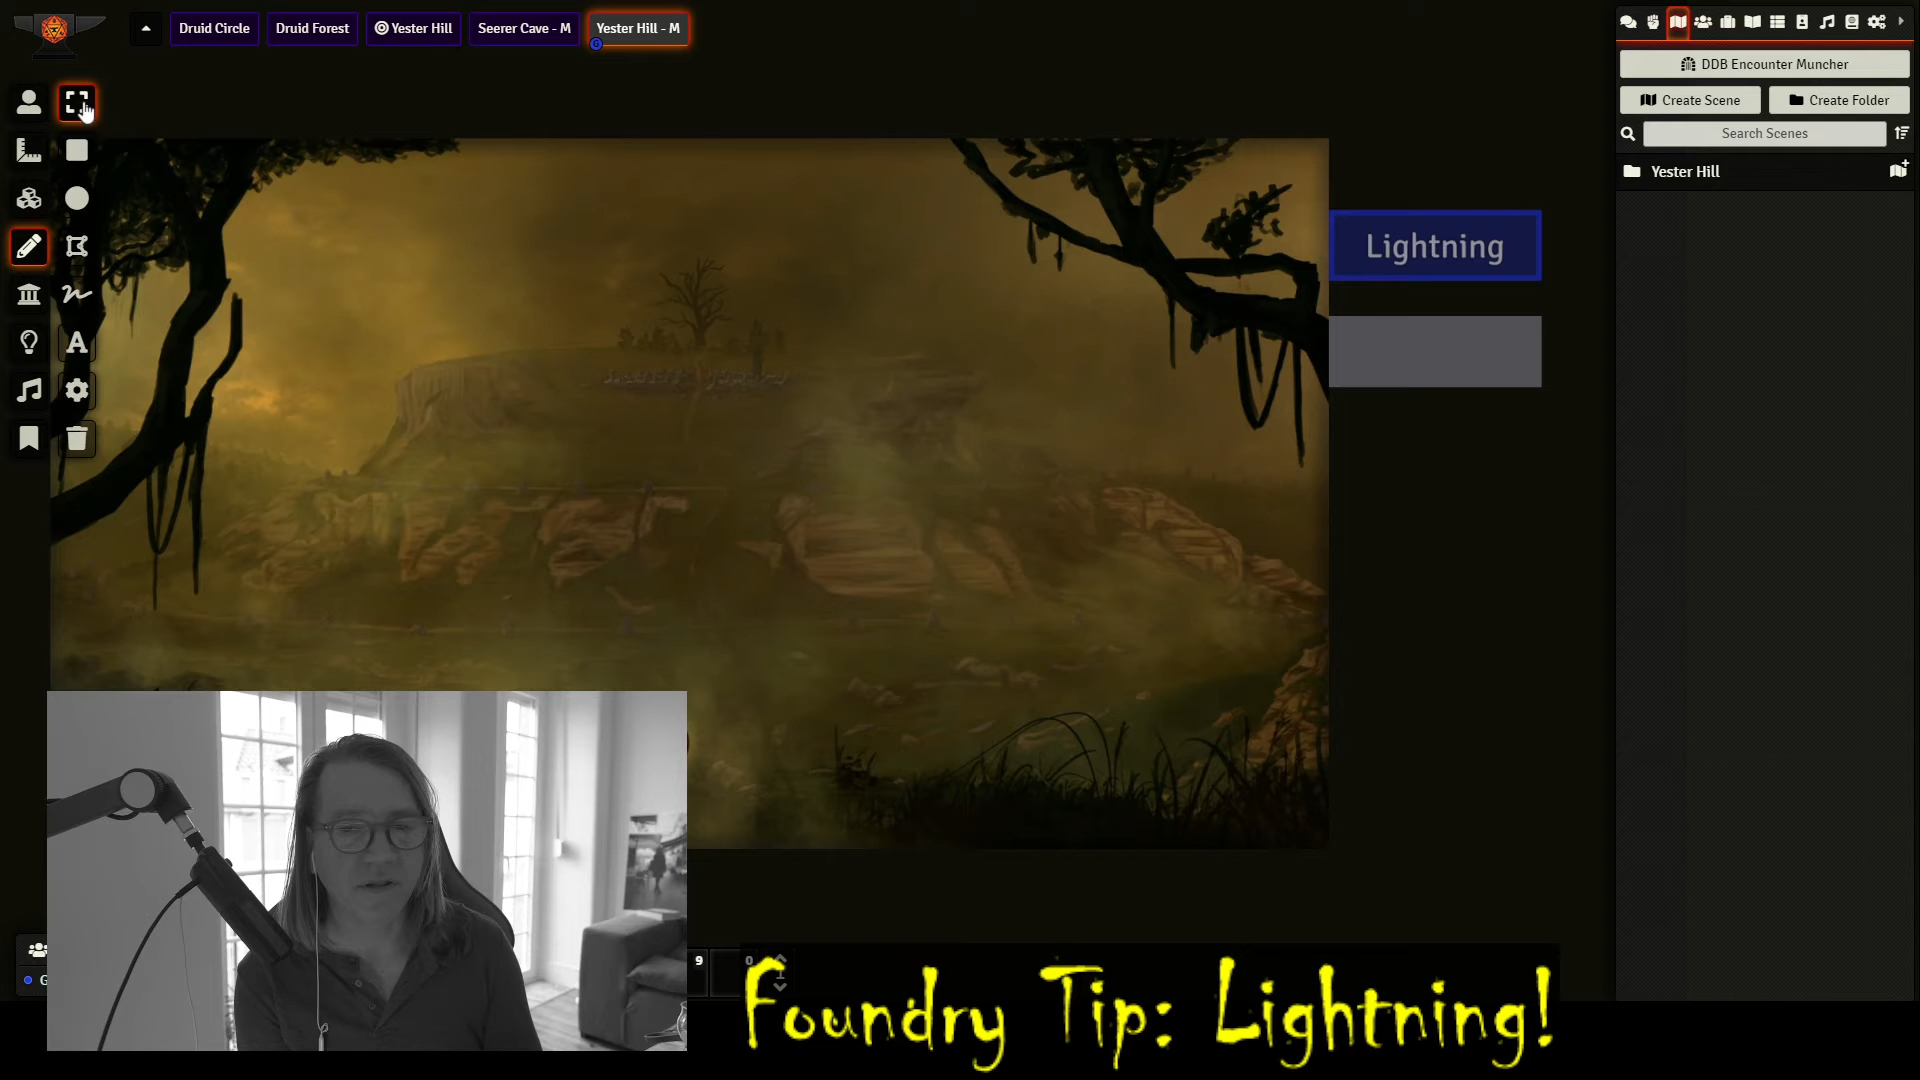 Druid Circle
Druid Forest
Yester Hill
Seerer Cave - M
Yester Hill - M
G
DDB Encounter Muncher
Create Scene
Create Folder
Search Scenes
Yester Hill
Lightning
A
G
9
0
1
Foundry Tip: Lightning!